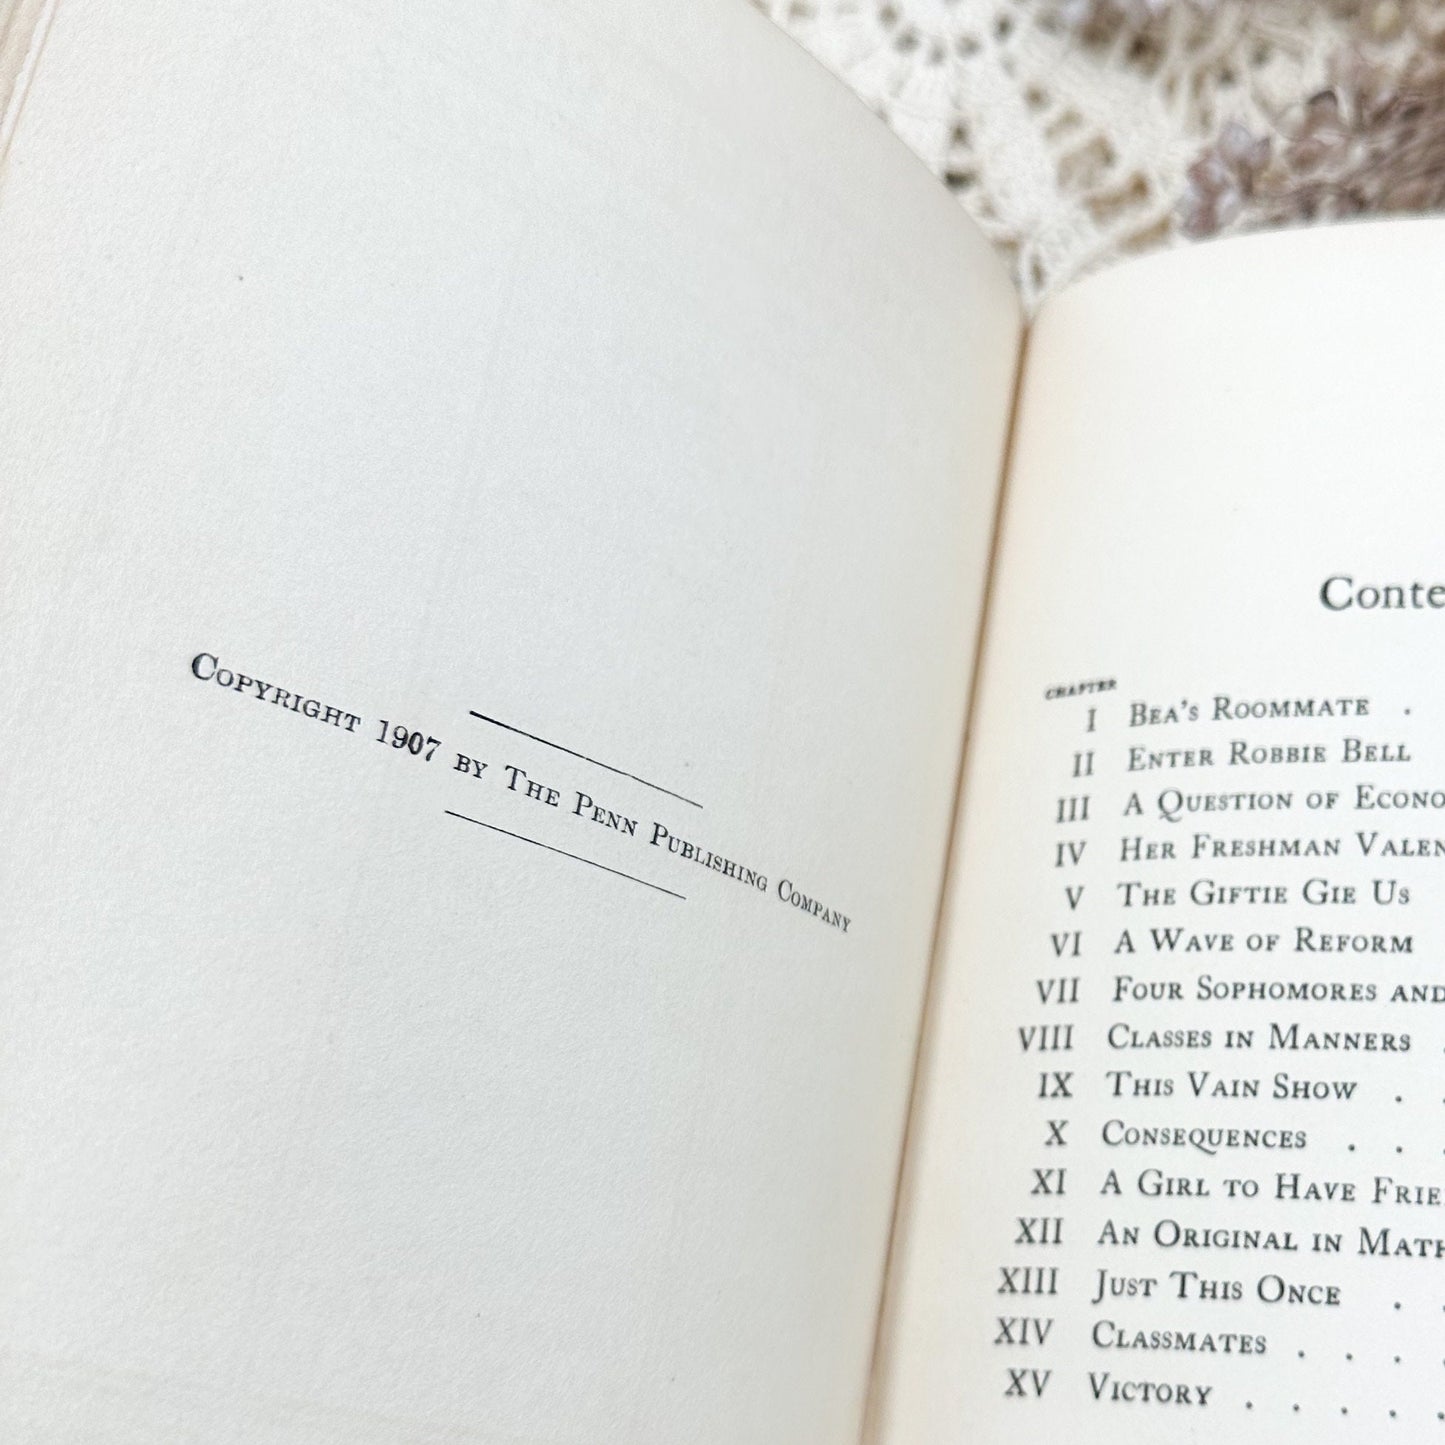 Copyright 1907 by The Penn Publishing Company
Conte
CHAPTER
I Bea's Roommate .
II Enter Robbie Bell
III A Question of Econo
IV Her Freshman Valen
V The Giftie Gie Us
VI A Wave of Reform
VII Four Sophomores and
VIII Classes in Manners .
IX This Vain Show . .
X Consequences . . .
XI A Girl to Have Frie
XII An Original in Math
XIII Just This Once . .
XIV Classmates . . . .
XV Victory . . . . .